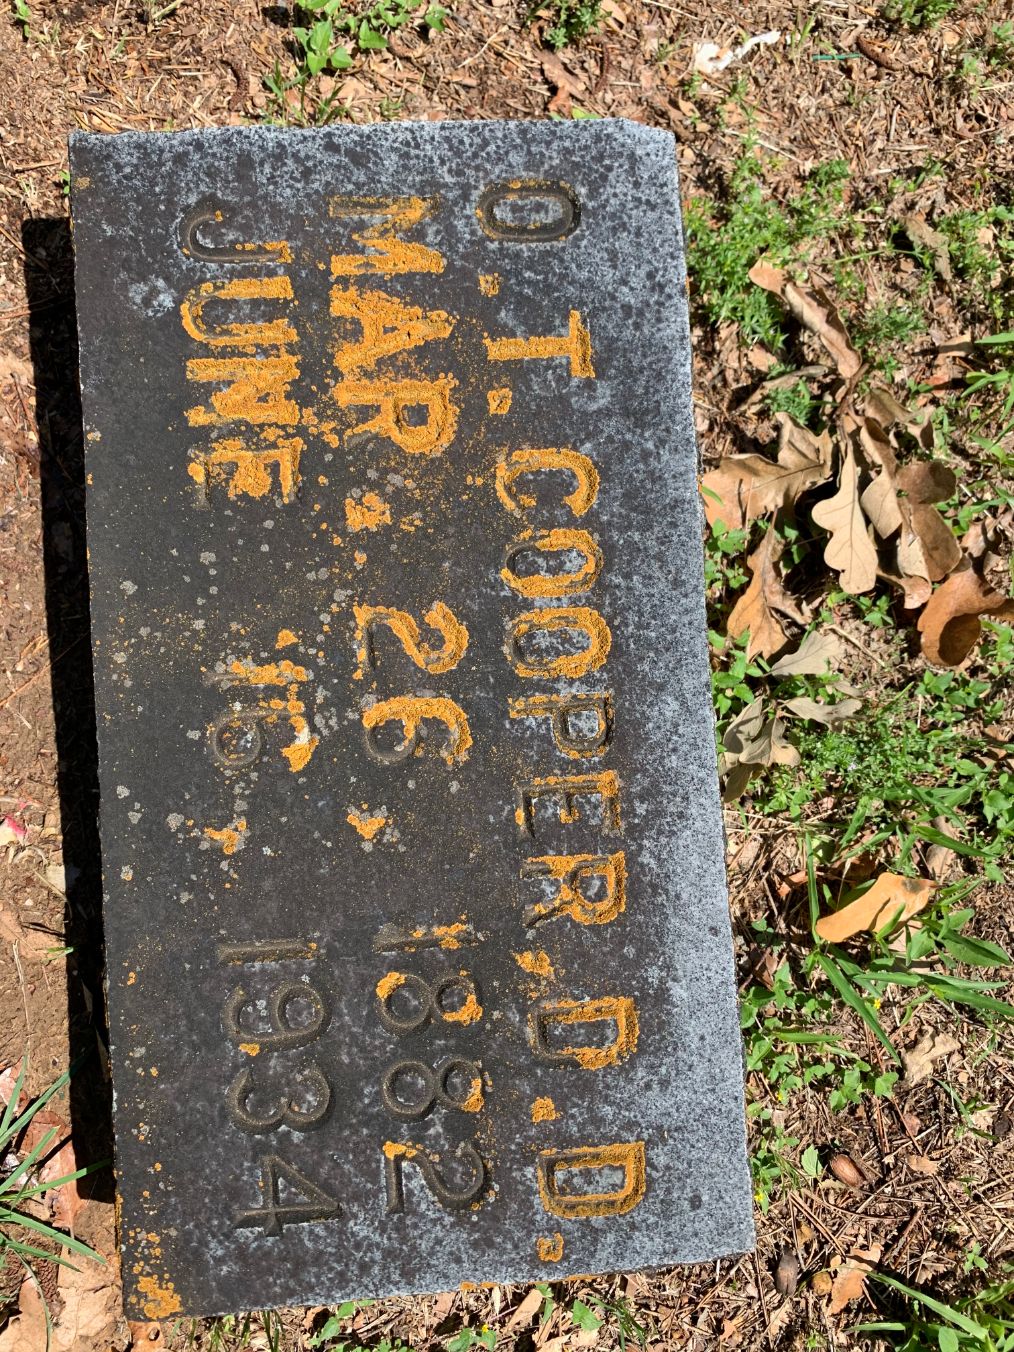 O. T. COOPER, D. D.
MAR. 26, 1882
JUNE 16, 1934